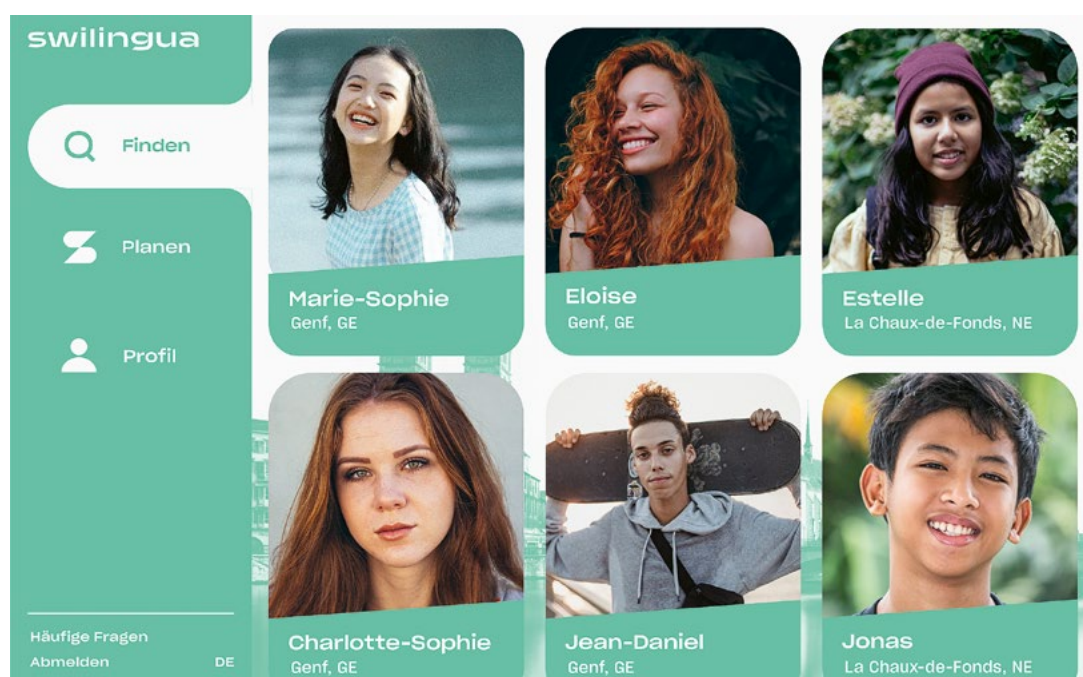 swilingua
Finden
Planen
Profil
Häufige Fragen
Abmelden
DE
Marie-Sophie
Genf, GE
Eloise
Genf, GE
Estelle
La Chaux-de-Fonds, NE
Charlotte-Sophie
Genf, GE
Jean-Daniel
Genf, GE
Jonas
La Chaux-de-Fonds, NE